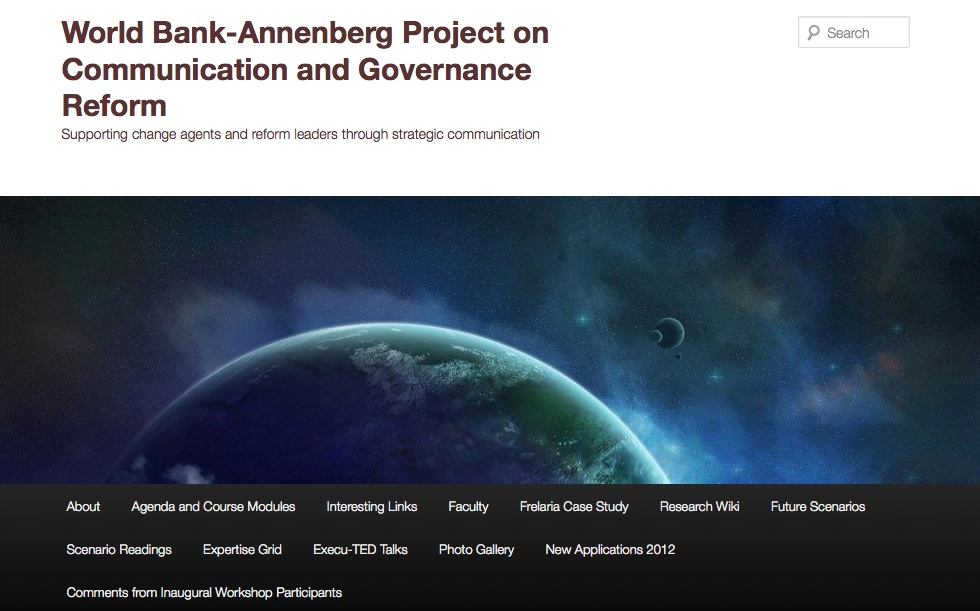 World Bank-Annenberg Project on
Communication and Governance
Reform
Supporting change agents and reform leaders through strategic communication
Search
About Agenda and Course Modules Interesting Links Faculty Frelaria Case Study Research Wiki Future Scenarios
Scenario Readings Expertise Grid Execu-TED Talks Photo Gallery New Applications 2012
Comments from Inaugural Workshop Participants